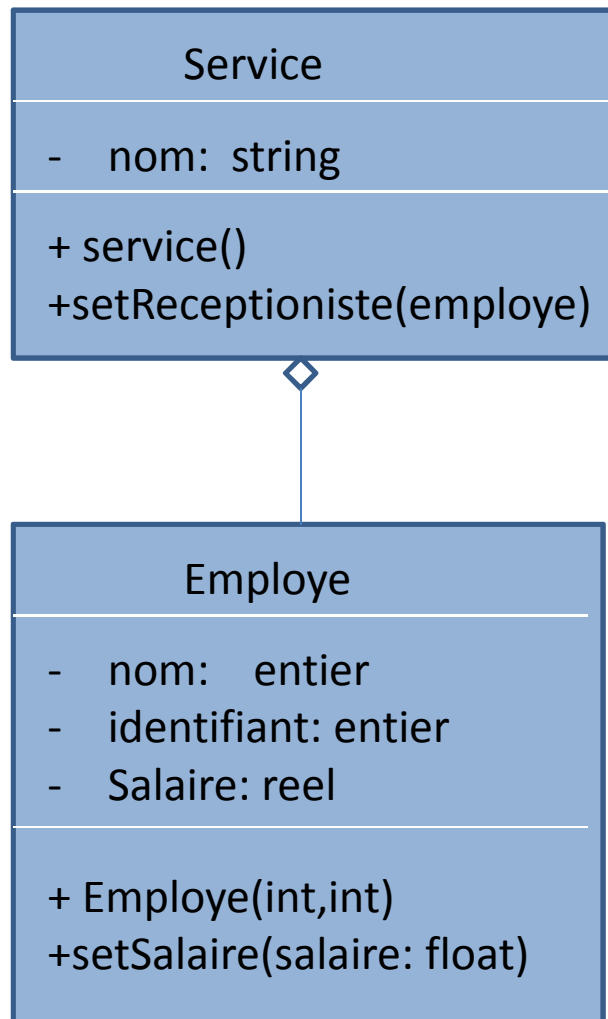 Service
- nom: string
+ service()
+setReceptioniste(employe)
Employe
- nom: entier
- identifiant: entier
- Salaire: reel
+ Employe(int,int)
+setSalaire(salaire: float)